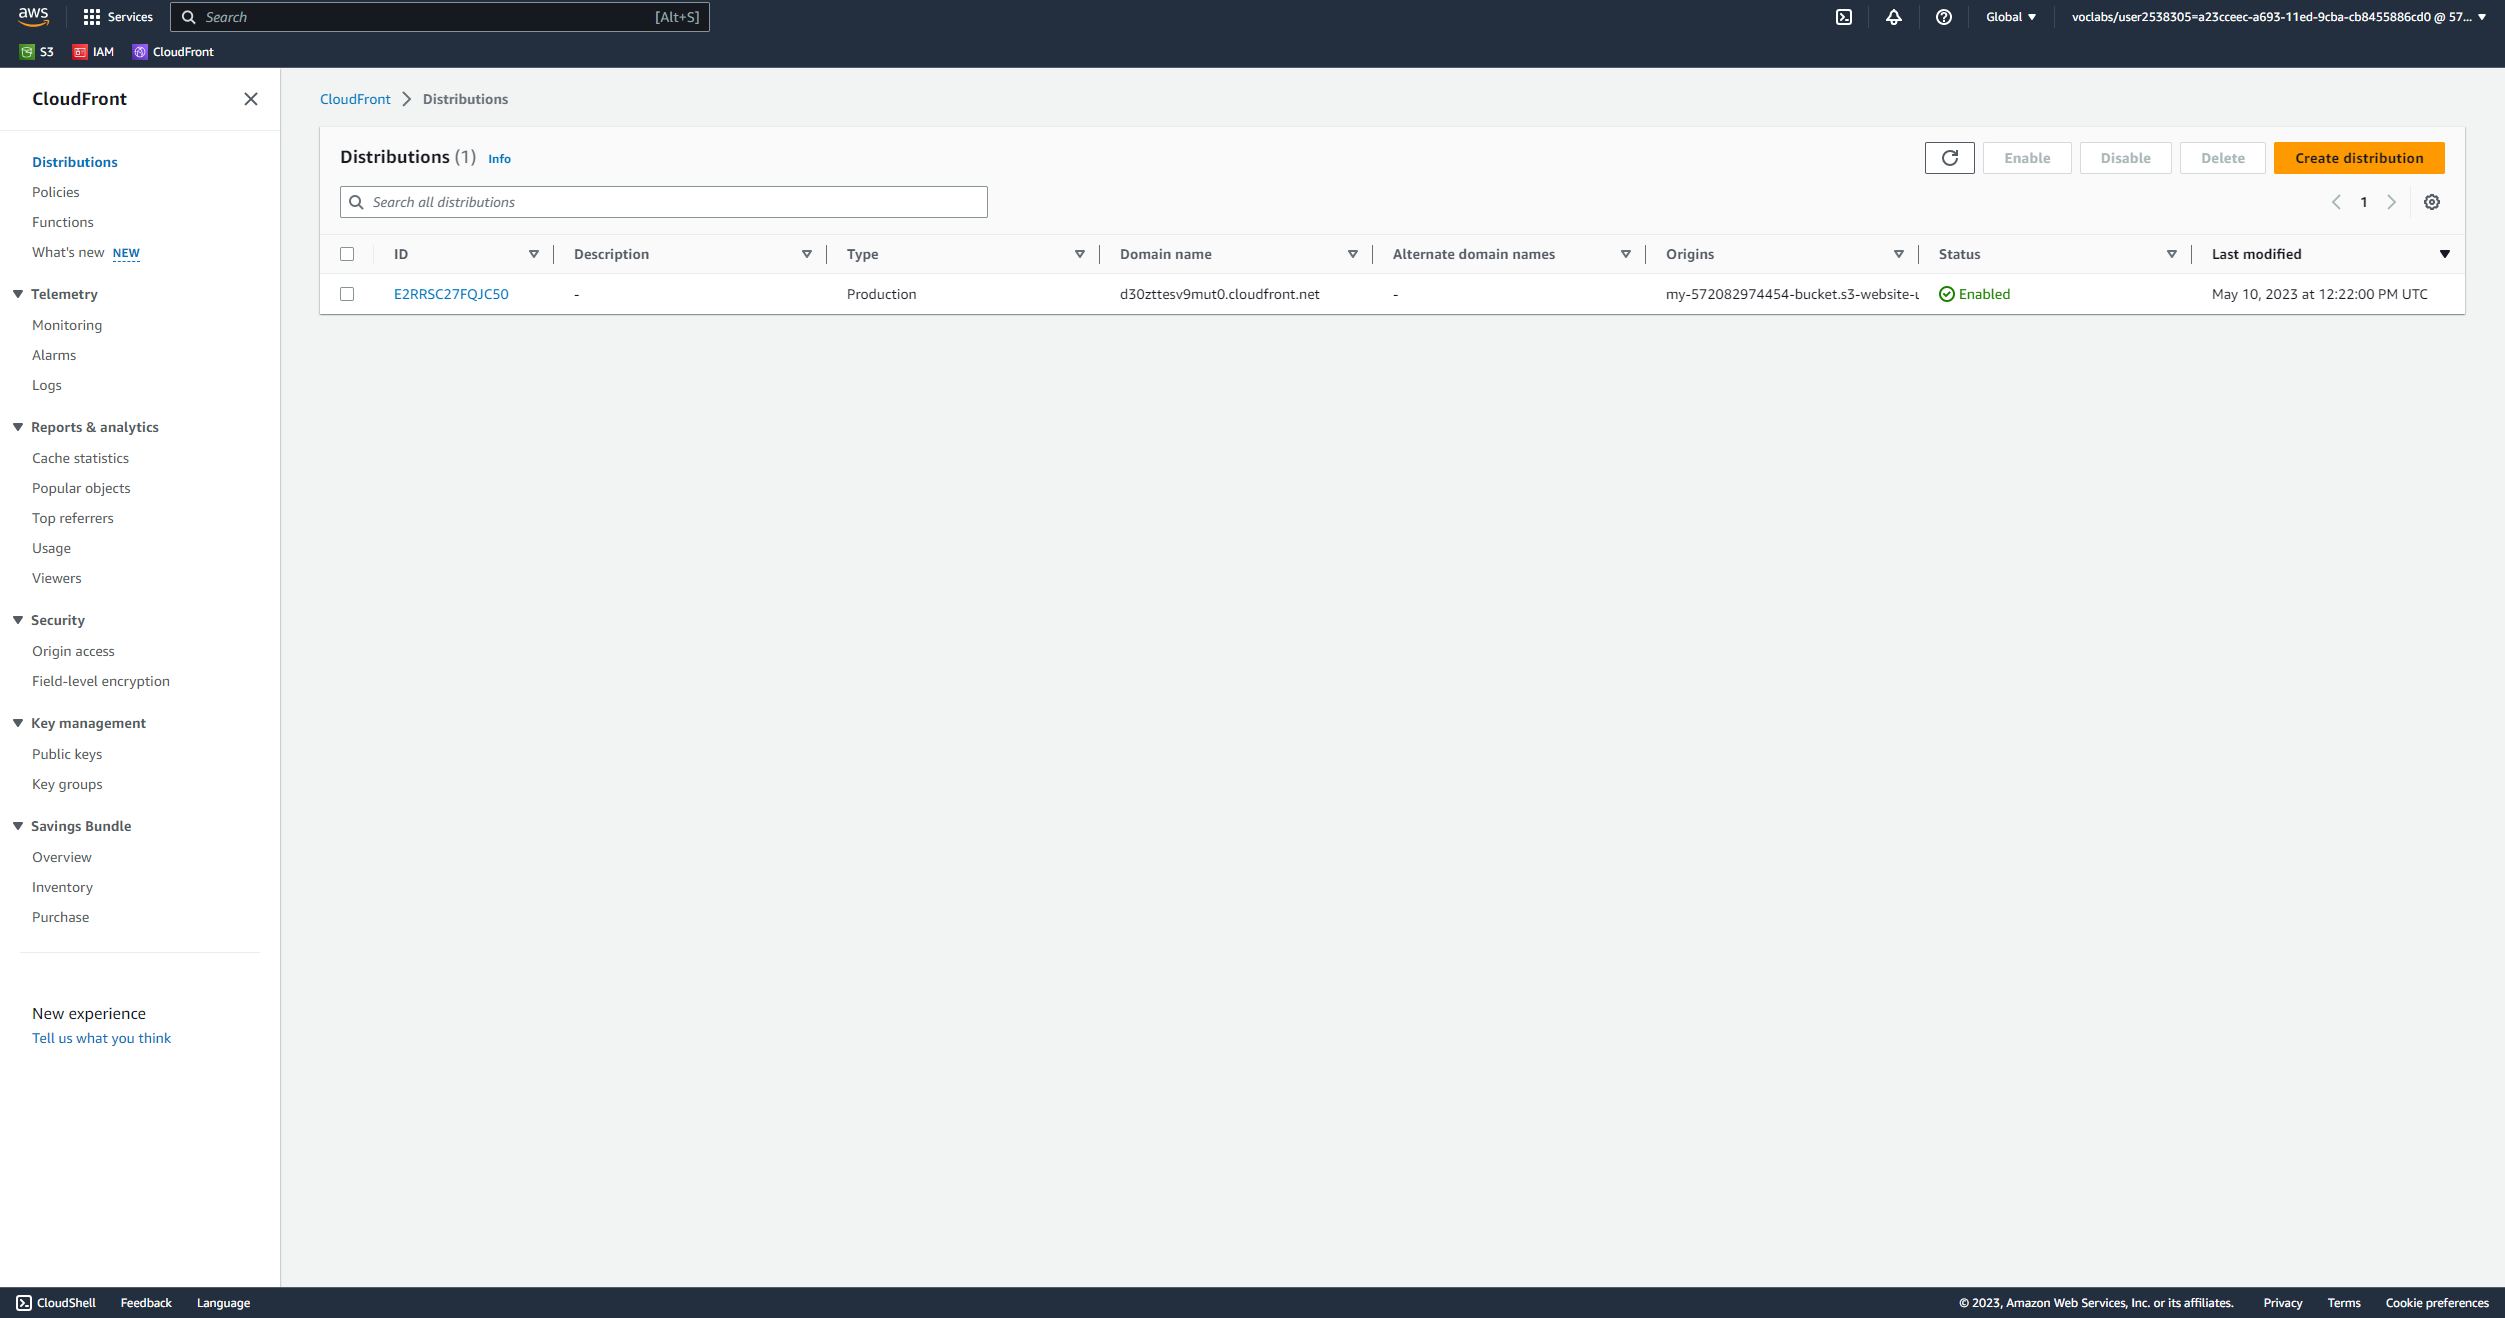 aws Services Search [Alt+S] Global voclabs/user2538305=a23cceec-a693-11ed-9cba-cb8455886cd0 @ 57...
S3 IAM CloudFront
CloudFront
Distributions
Policies
Functions
What's new NEW
Telemetry
Monitoring
Alarms
Logs
Reports & analytics
Cache statistics
Popular objects
Top referrers
Usage
Viewers
Security
Origin access
Field-level encryption
Key management
Public keys
Key groups
Savings Bundle
Overview
Inventory
Purchase
New experience
Tell us what you think
CloudFront Distributions
Distributions (1) Info Enable Disable Delete Create distribution
Search all distributions 1
ID Description Type Domain name Alternate domain names Origins Status Last modified
E2RRSC27FQJC50 - Production d30zttesv9mut0.cloudfront.net - my-572082974454-bucket.s3-website-u Enabled May 10, 2023 at 12:22:00 PM UTC
CloudShell Feedback Language © 2023, Amazon Web Services, Inc. or its affiliates. Privacy Terms Cookie preferences